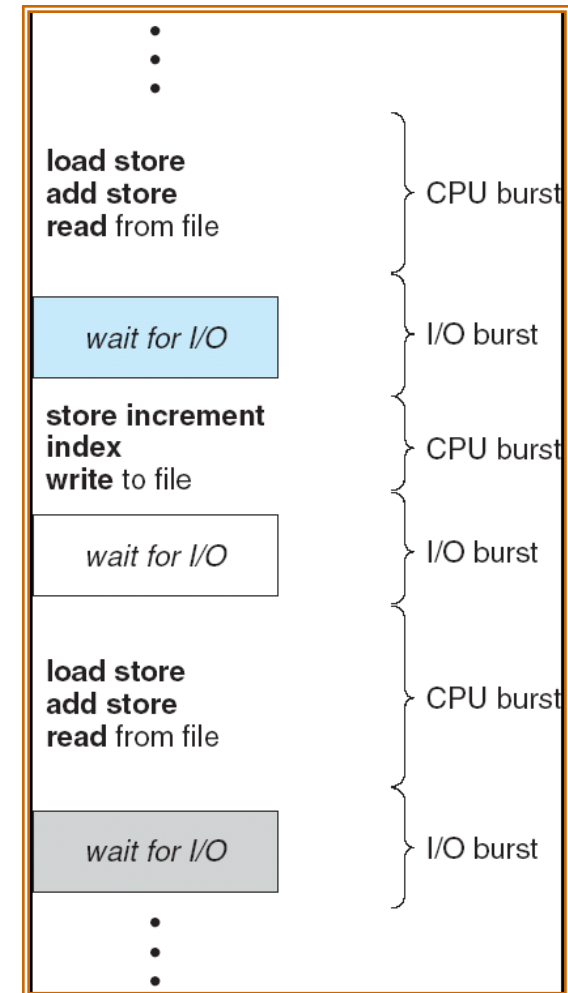 load store
add store
read from file
CPU burst
wait for I/O
I/O burst
store increment
index
write to file
CPU burst
wait for I/O
I/O burst
load store
add store
read from file
CPU burst
wait for I/O
I/O burst